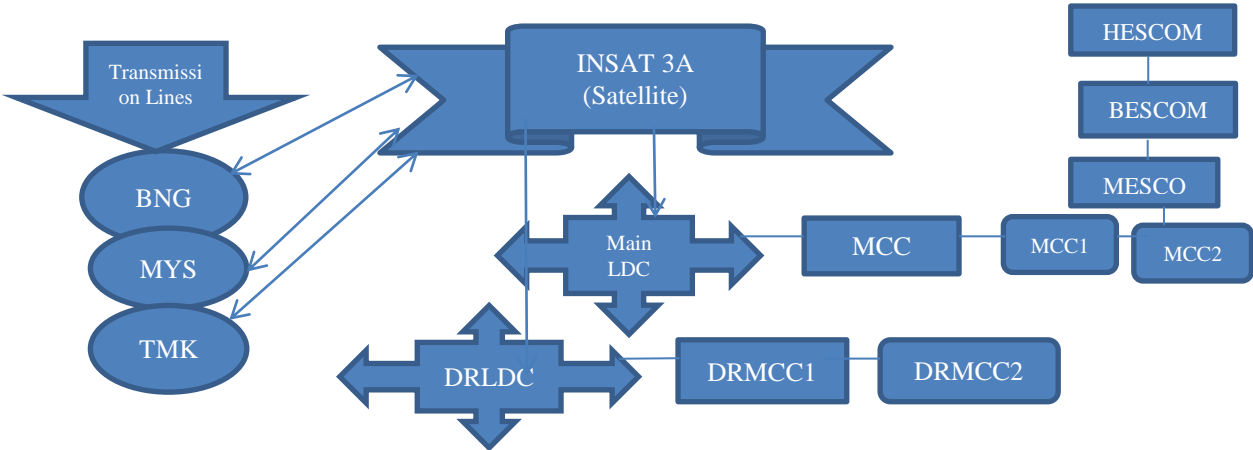 Transmissi
on Lines
INSAT 3A
(Satellite)
HESCOM
BESCOM
MESCO
BNG
MYS
TMK
Main
LDC
MCC
MCC1
MCC2
DRLDC
DRMCC1
DRMCC2